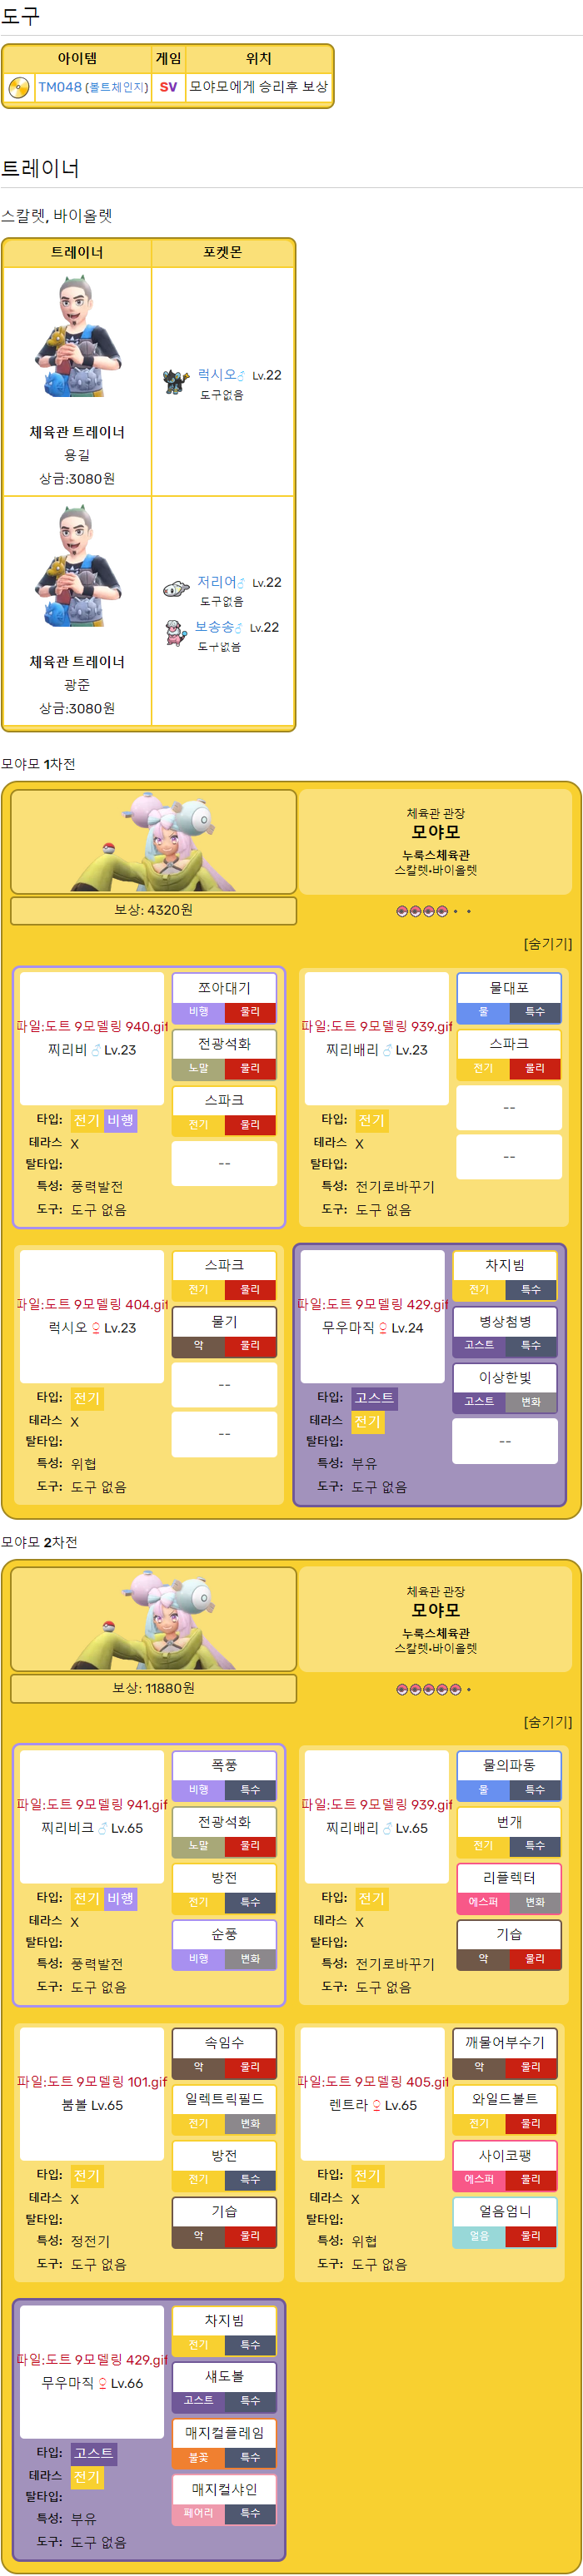 도구
아이템 게임 위치
TM048 (볼트체인지) SV 모야모에게 승리후 보상
트레이너
스칼렛, 바이올렛
트레이너 포켓몬
럭시오♂ Lv.22
도구없음
체육관 트레이너
용길
상금:3080원
저리어♂ Lv.22
도구없음
보송송♂ Lv.22
도구없음
체육관 트레이너
광준
상금:3080원
모야모 1차전
체육관 관장
모야모
누룩스체육관
스칼렛•바이올렛
보상: 4320원
[숨기기]
파일:도트 9모델링 940.gif
찌리비♂ Lv.23
타입: 전기 비행
테라스탈타입: X
특성: 풍력발전
도구: 도구 없음
쪼아대기
비행 물리
전광석화
노말 물리
스파크
전기 물리
--
파일:도트 9모델링 939.gif
찌리배리♂ Lv.23
타입: 전기
테라스탈타입: X
특성: 전기로바꾸기
도구: 도구 없음
물대포
물 특수
스파크
전기 물리
--
--
파일:도트 9모델링 404.gif
럭시오♀ Lv.23
타입: 전기
테라스탈타입: X
특성: 위협
도구: 도구 없음
스파크
전기 물리
물기
악 물리
--
--
파일:도트 9모델링 429.gif
무우마직♀ Lv.24
타입: 고스트
테라스탈타입: 전기
특성: 부유
도구: 도구 없음
차지빔
전기 특수
병상첨병
고스트 특수
이상한빛
고스트 변화
--
모야모 2차전
체육관 관장
모야모
누룩스체육관
스칼렛•바이올렛
보상: 11880원
[숨기기]
파일:도트 9모델링 941.gif
찌리비크♂ Lv.65
타입: 전기 비행
테라스탈타입: X
특성: 풍력발전
도구: 도구 없음
폭풍
비행 특수
전광석화
노말 물리
방전
전기 특수
순풍
비행 변화
파일:도트 9모델링 939.gif
찌리배리♂ Lv.65
타입: 전기
테라스탈타입: X
특성: 전기로바꾸기
도구: 도구 없음
물의파동
물 특수
번개
전기 특수
리플렉터
에스퍼 변화
기습
악 물리
파일:도트 9모델링 101.gif
붐볼 Lv.65
타입: 전기
테라스탈타입: X
특성: 정전기
도구: 도구 없음
속임수
악 물리
일렉트릭필드
전기 변화
방전
전기 특수
기습
악 물리
파일:도트 9모델링 405.gif
렌트라♀ Lv.65
타입: 전기
테라스탈타입: X
특성: 위협
도구: 도구 없음
깨물어부수기
악 물리
와일드볼트
전기 물리
사이코팽
에스퍼 물리
얼음엄니
얼음 물리
파일:도트 9모델링 429.gif
무우마직♀ Lv.66
타입: 고스트
테라스탈타입: 전기
특성: 부유
도구: 도구 없음
차지빔
전기 특수
섀도볼
고스트 특수
매지컬플레임
불꽃 특수
매지컬샤인
페어리 특수